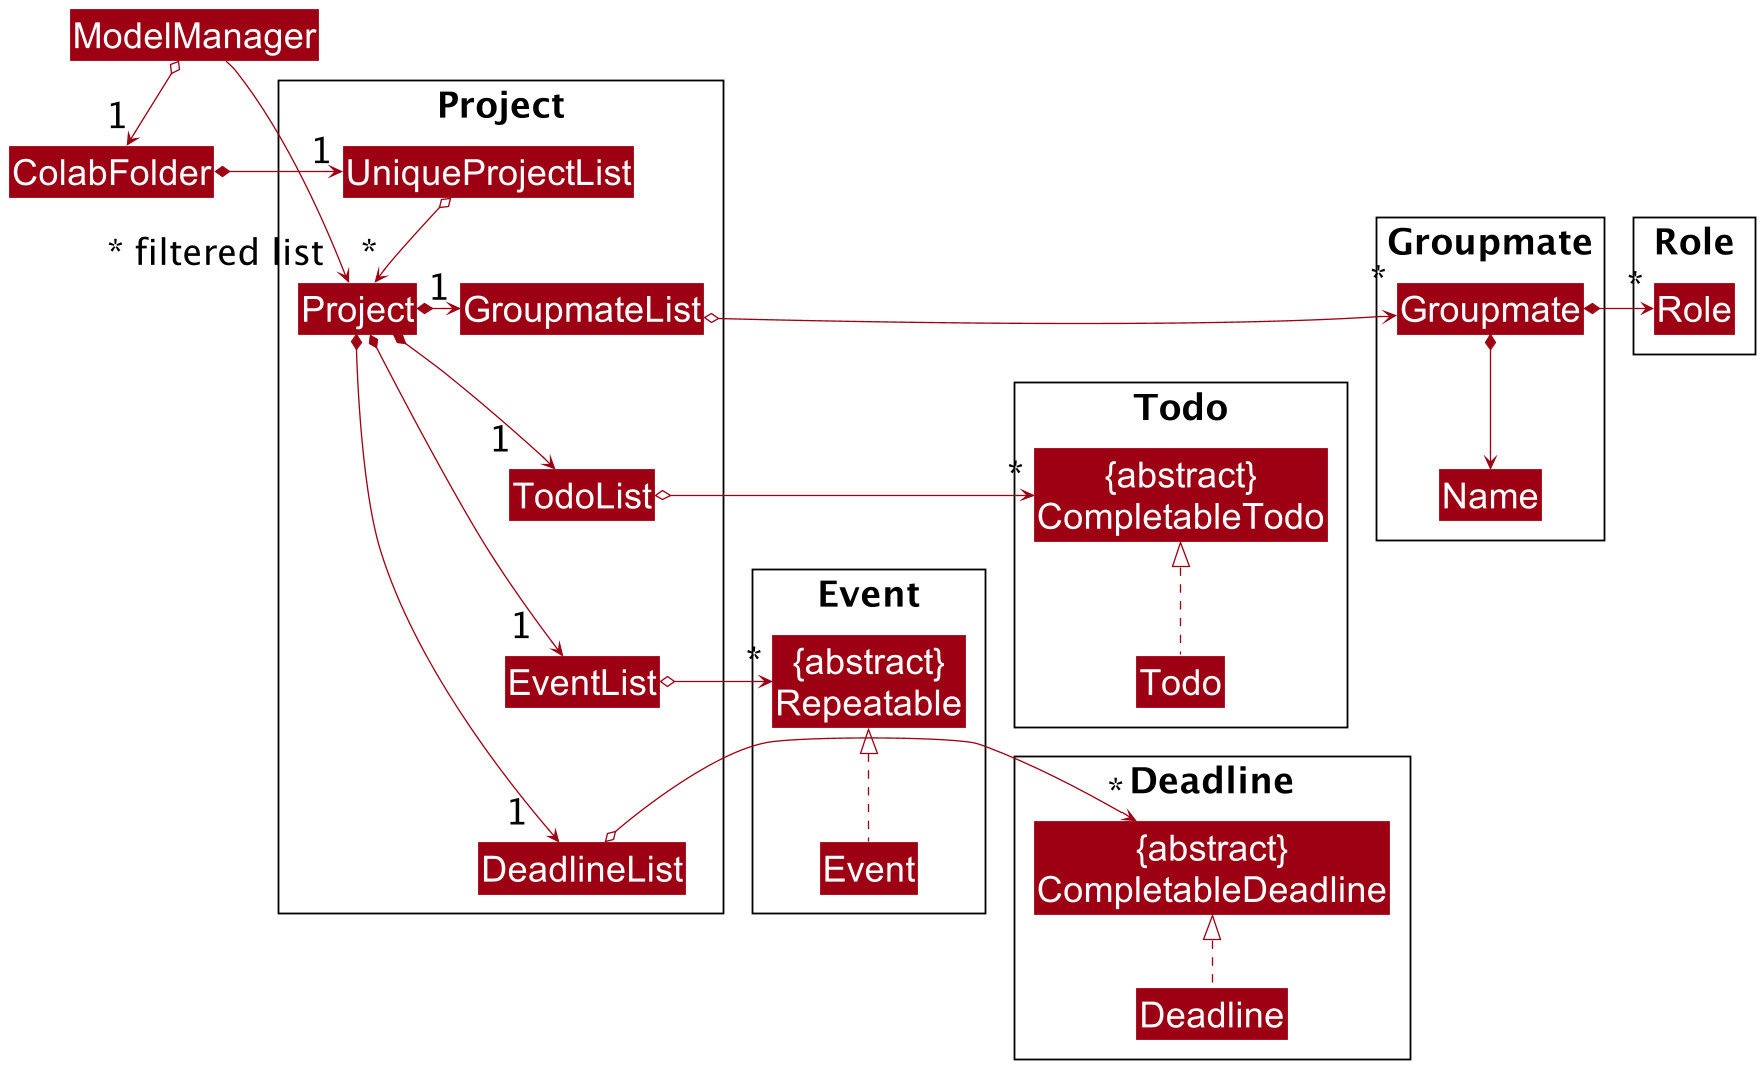 ModelManager
1
Project
ColabFolder
1
UniqueProjectList
* filtered list
*
Project
1
GroupmateList
Groupmate
*
Groupmate
Role
*
Role
Name
1
TodoList
Todo
*
{abstract}
CompletableTodo
Todo
1
EventList
Event
*
{abstract}
Repeatable
Event
1
DeadlineList
Deadline
*
{abstract}
CompletableDeadline
Deadline